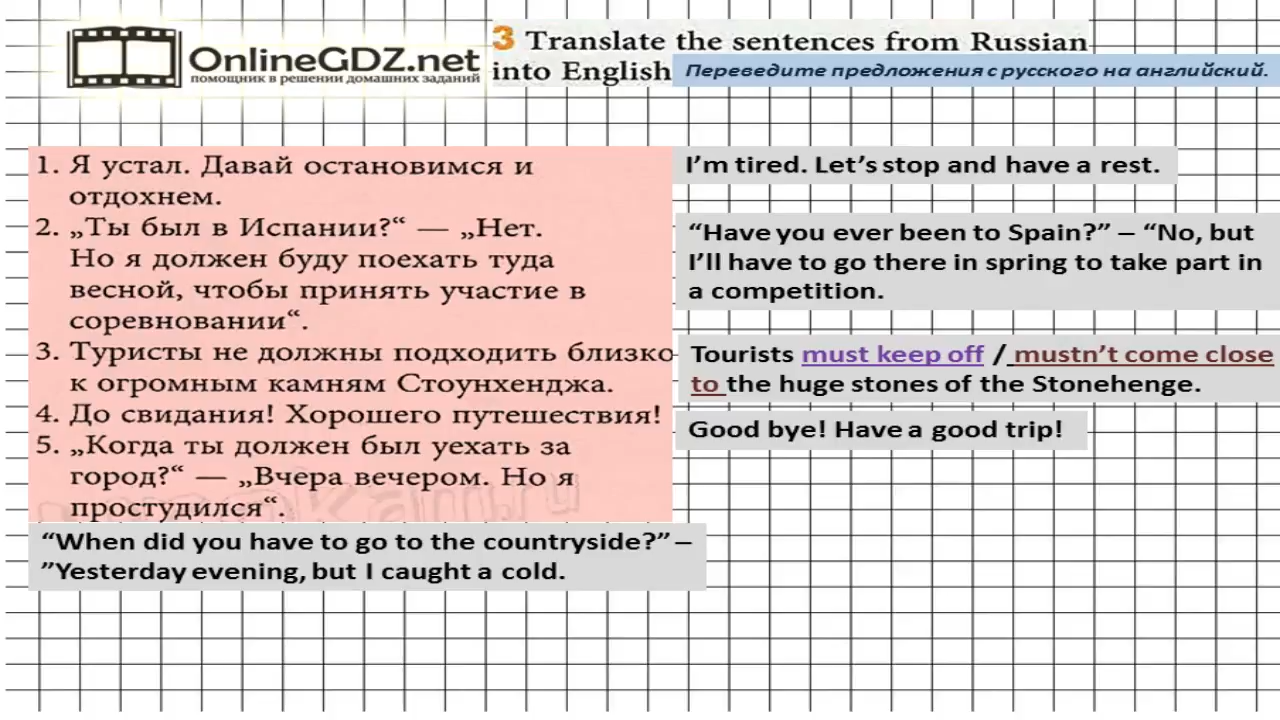 OnlineGDZ.net
помощник в решении домашних заданий
3 Translate the sentences from Russian
into English
Переведите предложения с русского на английский.
1. Я устал. Давай остановимся и
отдохнем.
I’m tired. Let’s stop and have a rest.
2. „Ты был в Испании?“ — „Нет.
Но я должен буду поехать туда
весной, чтобы принять участие в
соревновании“.
“Have you ever been to Spain?” – “No, but
I’ll have to go there in spring to take part in
a competition.
3. Туристы не должны подходить близко
к огромным камням Стоунхенджа.
Tourists must keep off / mustn’t come close
to the huge stones of the Stonehenge.
4. До свидания! Хорошего путешествия!
Good bye! Have a good trip!
5. „Когда ты должен был уехать за
город?“ — „Вчера вечером. Но я
простудился“.
“When did you have to go to the countryside?” –
”Yesterday evening, but I caught a cold.